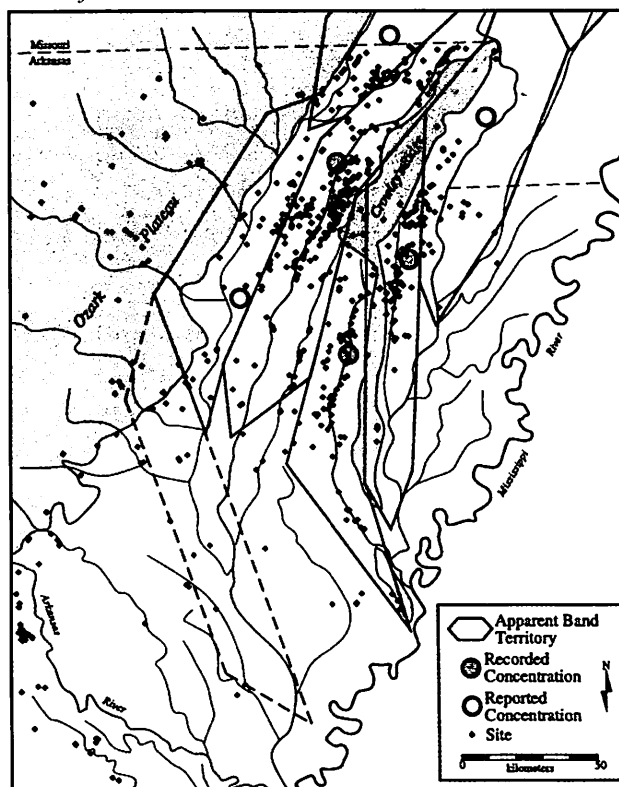 Missouri
Arkansas
Crowley's Ridge
Ozark Plateau
River
Mississippi
Arkansas
River
Apparent Band
Territory
Recorded
Concentration
N
Reported
Concentration
Site
0 30
kilometers